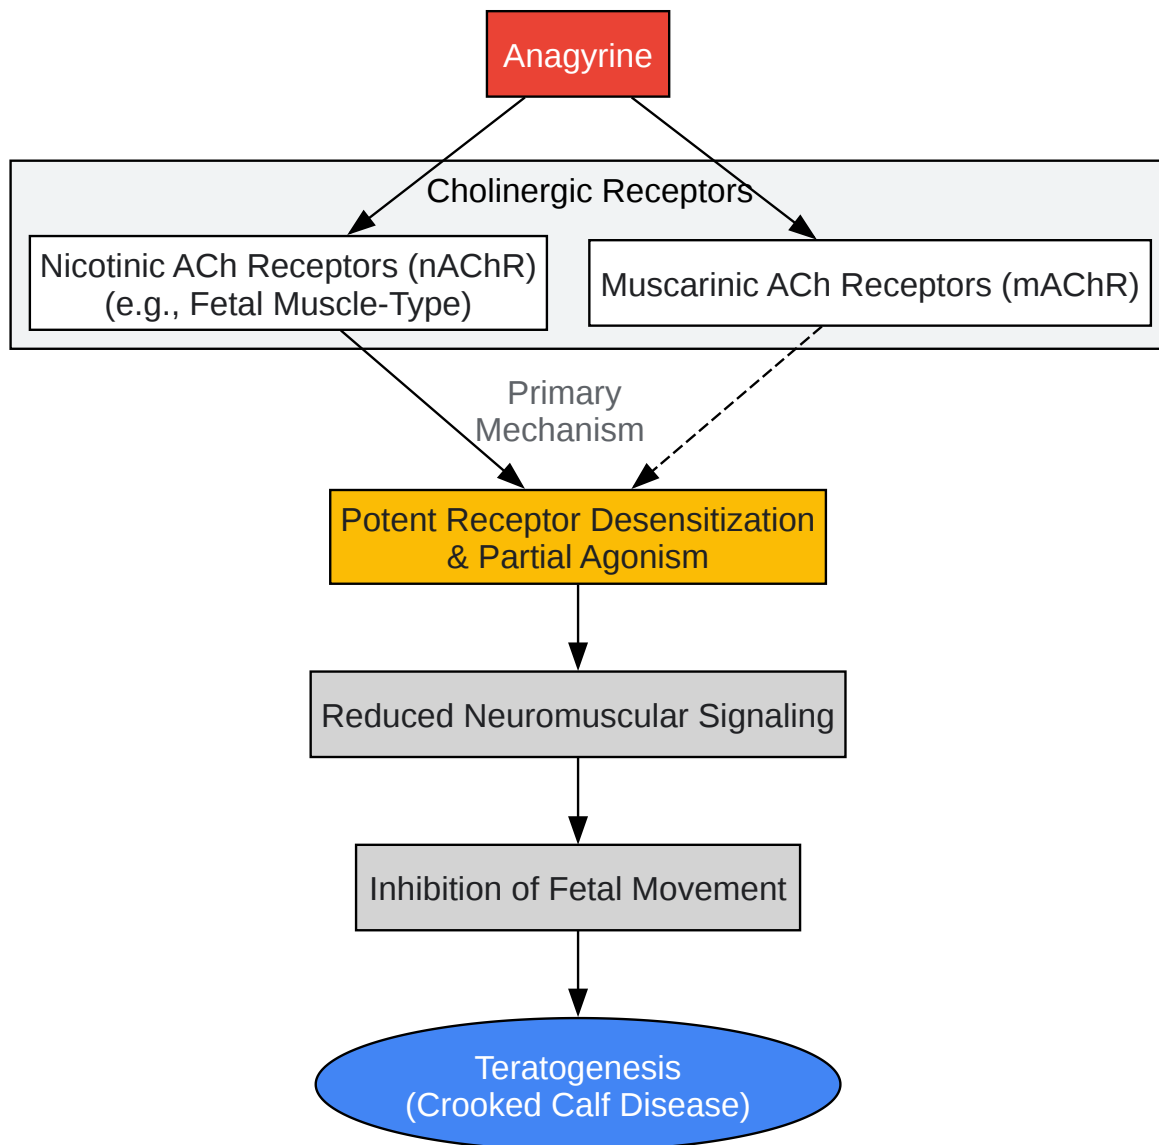 Anagyrine
Cholinergic Receptors
Nicotinic ACh Receptors (nAChR)
(e.g., Fetal Muscle-Type)
Muscarinic ACh Receptors (mAChR)
Primary
Mechanism
Potent Receptor Desensitization
& Partial Agonism
Reduced Neuromuscular Signaling
Inhibition of Fetal Movement
Teratogenesis
(Crooked Calf Disease)